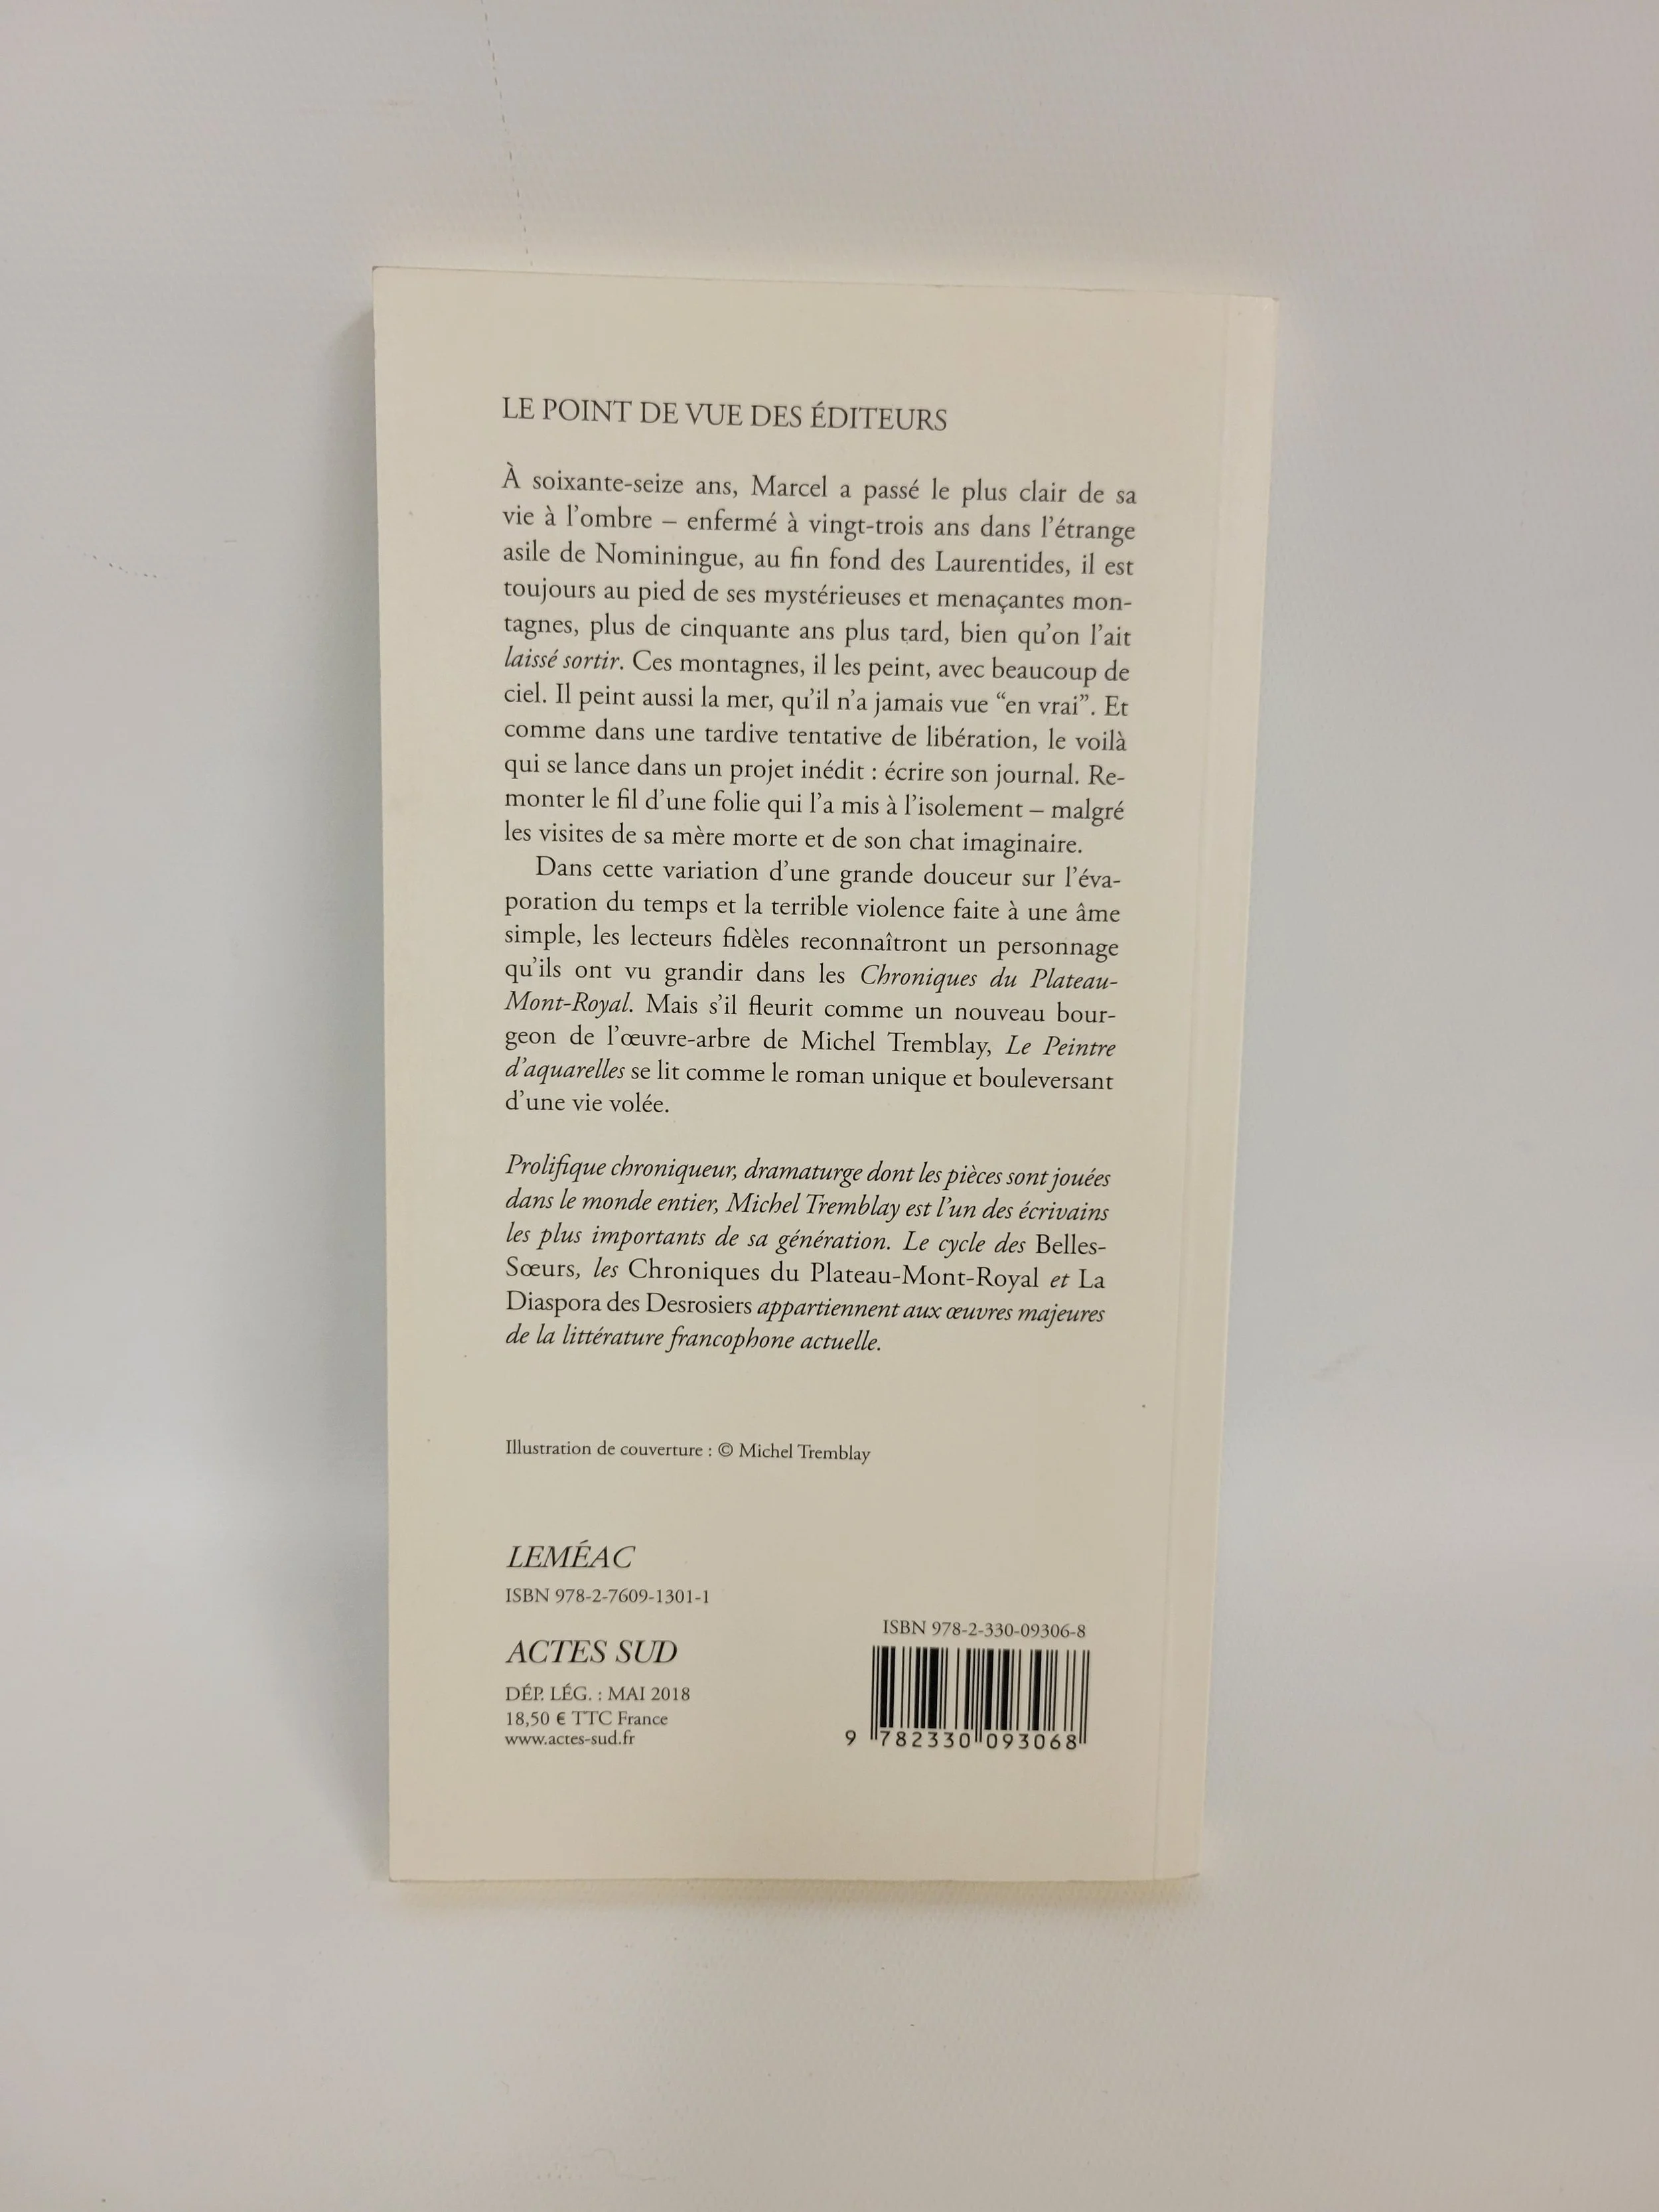 LE POINT DE VUE DES ÉDITEURS
À soixante-seize ans, Marcel a passé le plus clair de sa
vie à l’ombre – enfermé à vingt-trois ans dans l’étrange
asile de Nominingue, au fin fond des Laurentides, il est
toujours au pied de ses mystérieuses et menaçantes mon-
tagnes, plus de cinquante ans plus tard, bien qu’on l’ait
laissé sortir. Ces montagnes, il les peint, avec beaucoup de
ciel. Il peint aussi la mer, qu’il n’a jamais vue “en vrai”. Et
comme dans une tardive tentative de libération, le voilà
qui se lance dans un projet inédit : écrire son journal. Re-
monter le fil d’une folie qui l’a mis à l’isolement – malgré
les visites de sa mère morte et de son chat imaginaire.
Dans cette variation d’une grande douceur sur l’éva-
poration du temps et la terrible violence faite à une âme
simple, les lecteurs fidèles reconnaîtront un personnage
qu’ils ont vu grandir dans les Chroniques du Plateau-
Mont-Royal. Mais s’il fleurit comme un nouveau bour-
geon de l’œuvre-arbre de Michel Tremblay, Le Peintre
d’aquarelles se lit comme le roman unique et bouleversant
d’une vie volée.
Prolifique chroniqueur, dramaturge dont les pièces sont jouées
dans le monde entier, Michel Tremblay est l’un des écrivains
les plus importants de sa génération. Le cycle des Belles-
Sœurs, les Chroniques du Plateau-Mont-Royal et La
Diaspora des Desrosiers appartiennent aux œuvres majeures
de la littérature francophone actuelle.
Illustration de couverture : © Michel Tremblay
LEMÉAC
ISBN 978-2-7609-1301-1
ACTES SUD
DÉP. LÉG. : MAI 2018
18,50 € TTC France
www.actes-sud.fr
ISBN 978-2-330-09306-8
9 782330 093068